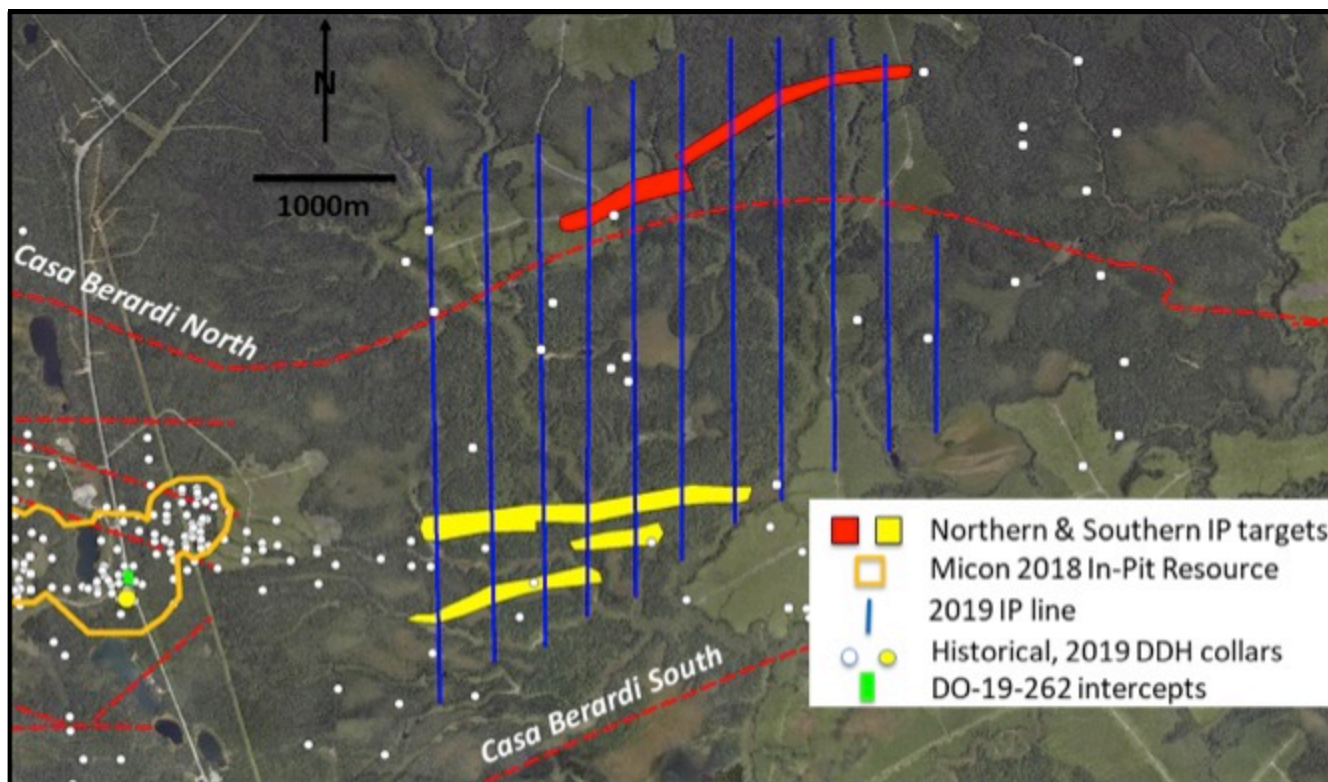 N
1000m
Casa Berardi North
Casa Berardi South
Northern & Southern IP targets
Micon 2018 In-Pit Resource
2019 IP line
Historical, 2019 DDH collars
DO-19-262 intercepts